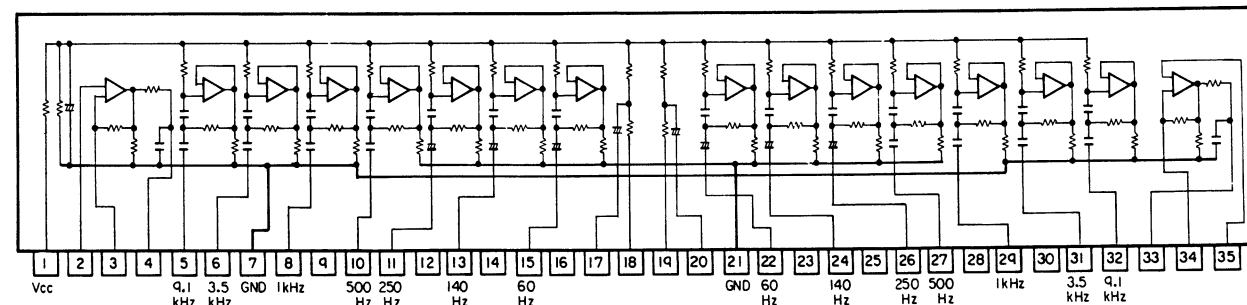 1 2 3 4 5 6 7 8 9 10 11 12 13 14 15 16 17 18 19 20 21 22 23 24 25 26 27 28 29 30 31 32 33 34 35
Vcc 9.1 3.5 GND 1kHz 500 250 140 60 GND 60 140 250 500 1kHz 3.5 9.1
kHz kHz Hz Hz Hz Hz Hz Hz Hz Hz kHz kHz